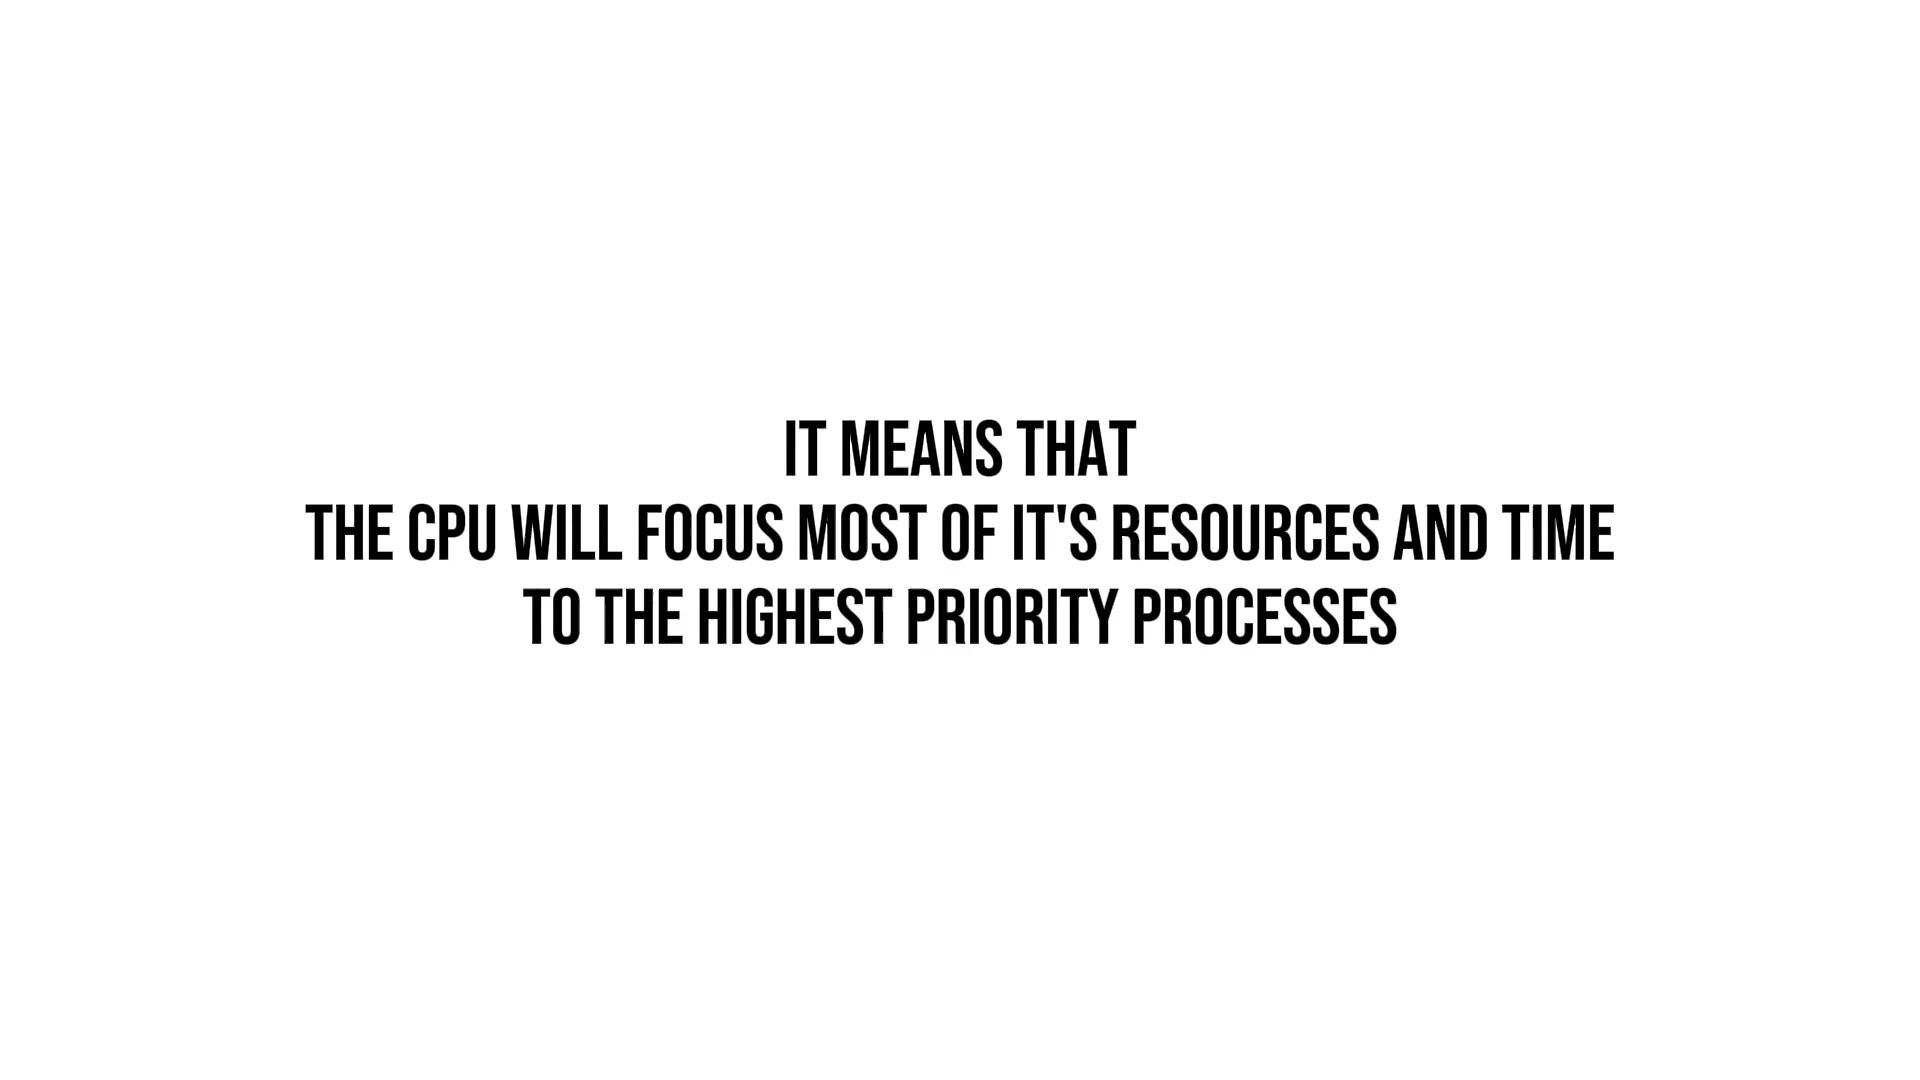 IT MEANS THAT
THE CPU WILL FOCUS MOST OF IT'S RESOURCES AND TIME
TO THE HIGHEST PRIORITY PROCESSES